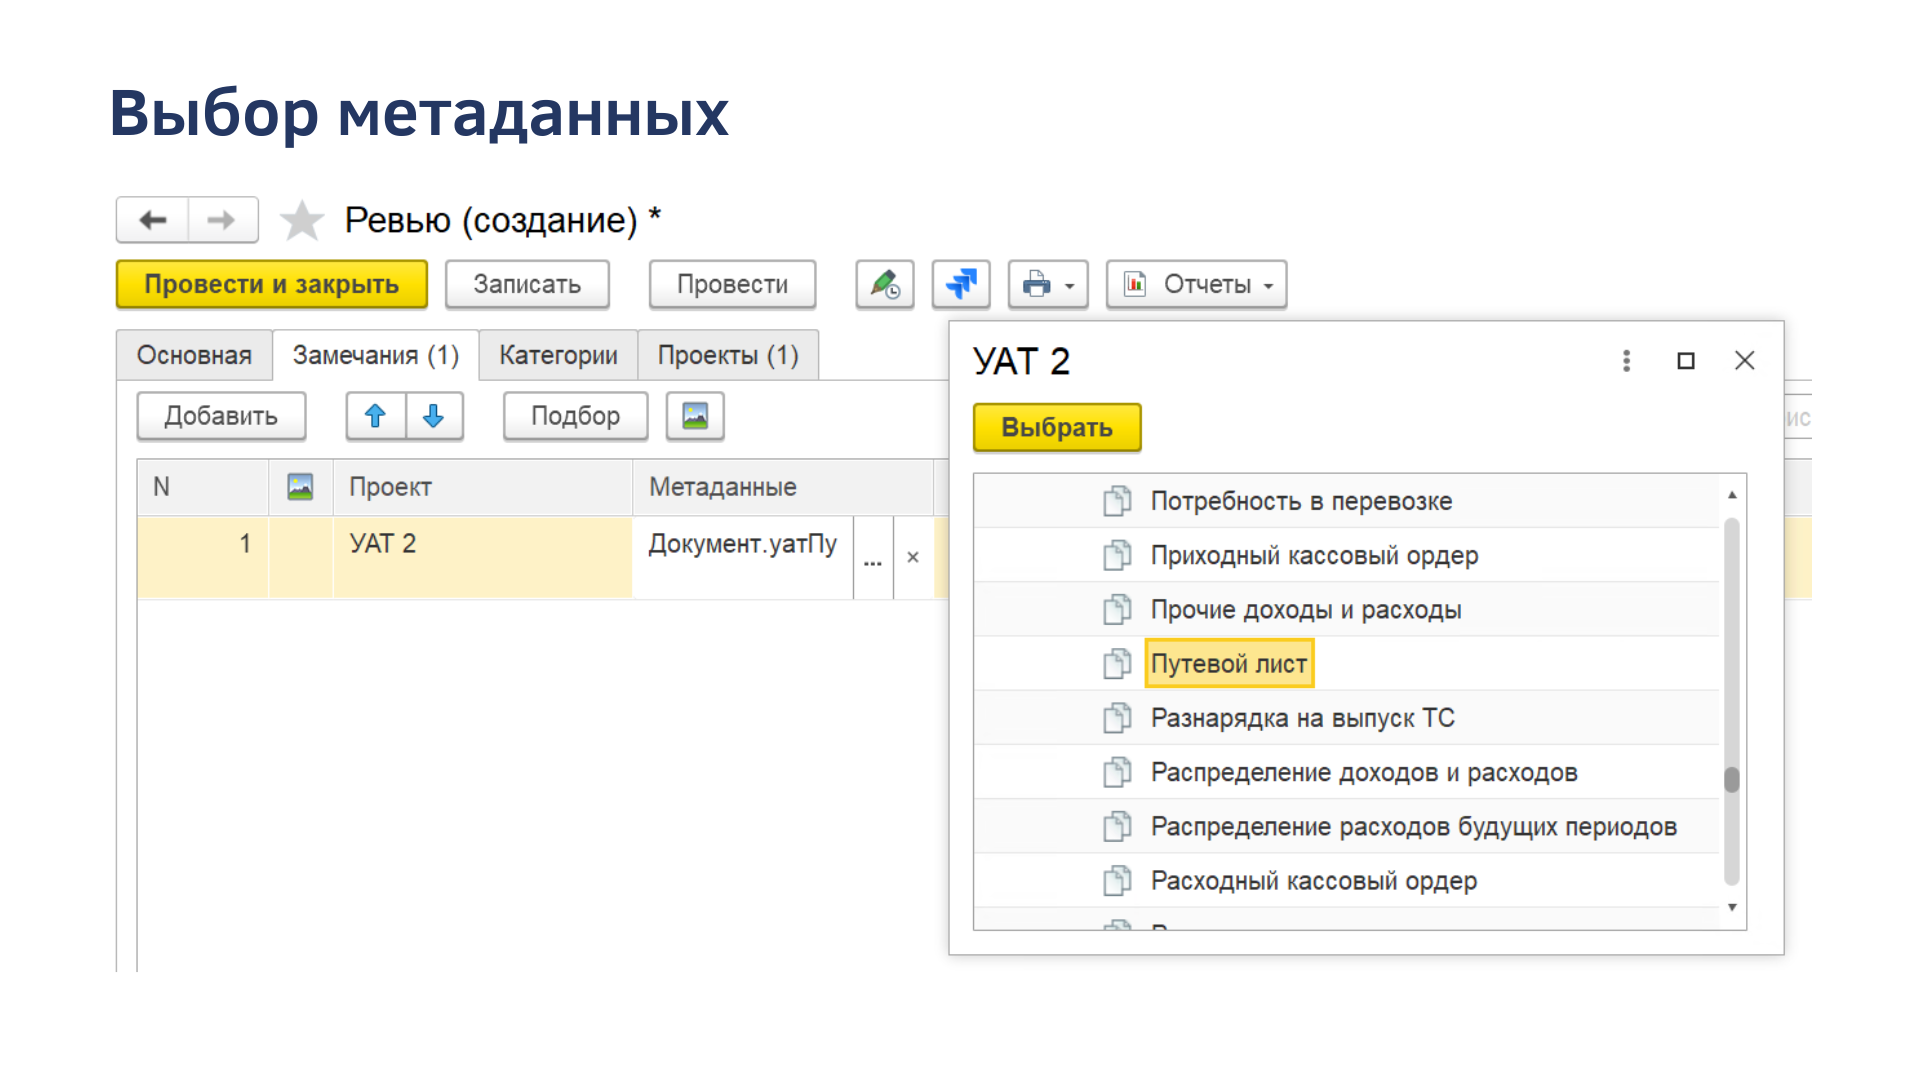 Выбор метаданных
Ревью (создание) *
Провести и закрыть
Записать
Провести
Отчеты
Основная
Замечания (1)
Категории
Проекты (1)
Добавить
Подбор
N
Проект
Метаданные
1
УАТ 2
Документ.уатПу
...
×
УАТ 2
Выбрать
Потребность в перевозке
Приходный кассовый ордер
Прочие доходы и расходы
Путевой лист
Разнарядка на выпуск ТС
Распределение доходов и расходов
Распределение расходов будущих периодов
Расходный кассовый ордер